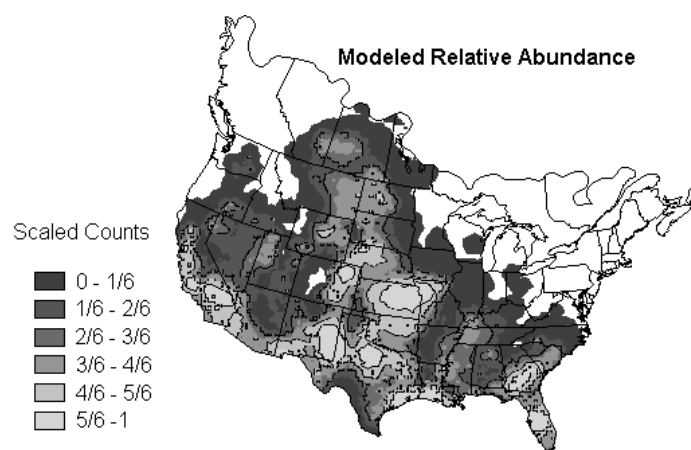 Modeled Relative Abundance
Scaled Counts
0 - 1/6
1/6 - 2/6
2/6 - 3/6
3/6 - 4/6
4/6 - 5/6
5/6 -1